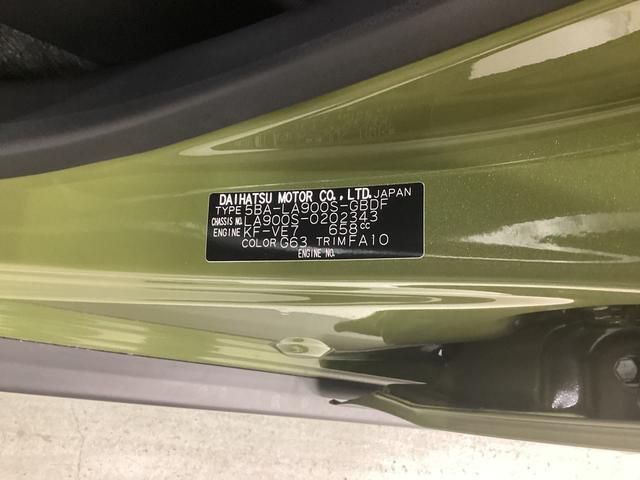 DAIHATSU MOTOR CO., LTD. JAPAN
TYPE 5BA-LA900S-GBDF
CHASSIS NO. LA900S-0202343
ENGINE KF-VE7 658cc
COLOR G63 TRIM FA10
ENGINE NO.